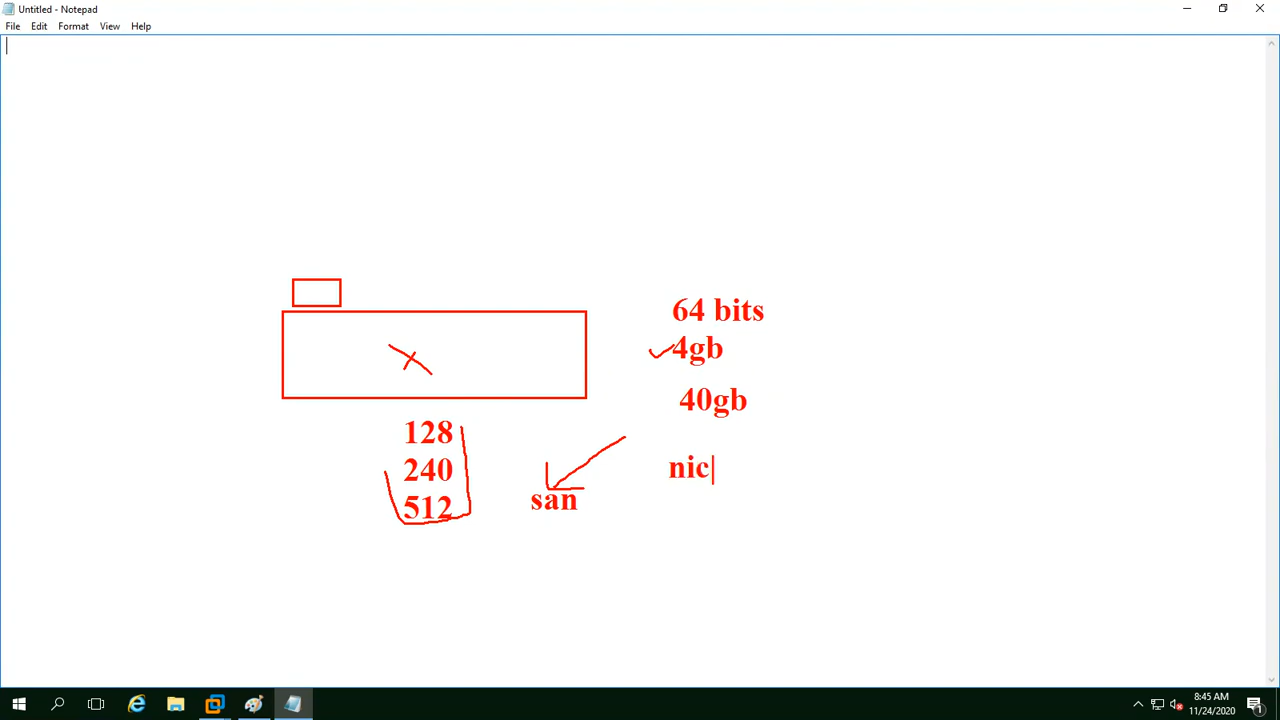 Untitled - Notepad
File Edit Format View Help
64 bits
4gb
40gb
128
240
512
nic
san
8:45 AM
11/24/2020
1